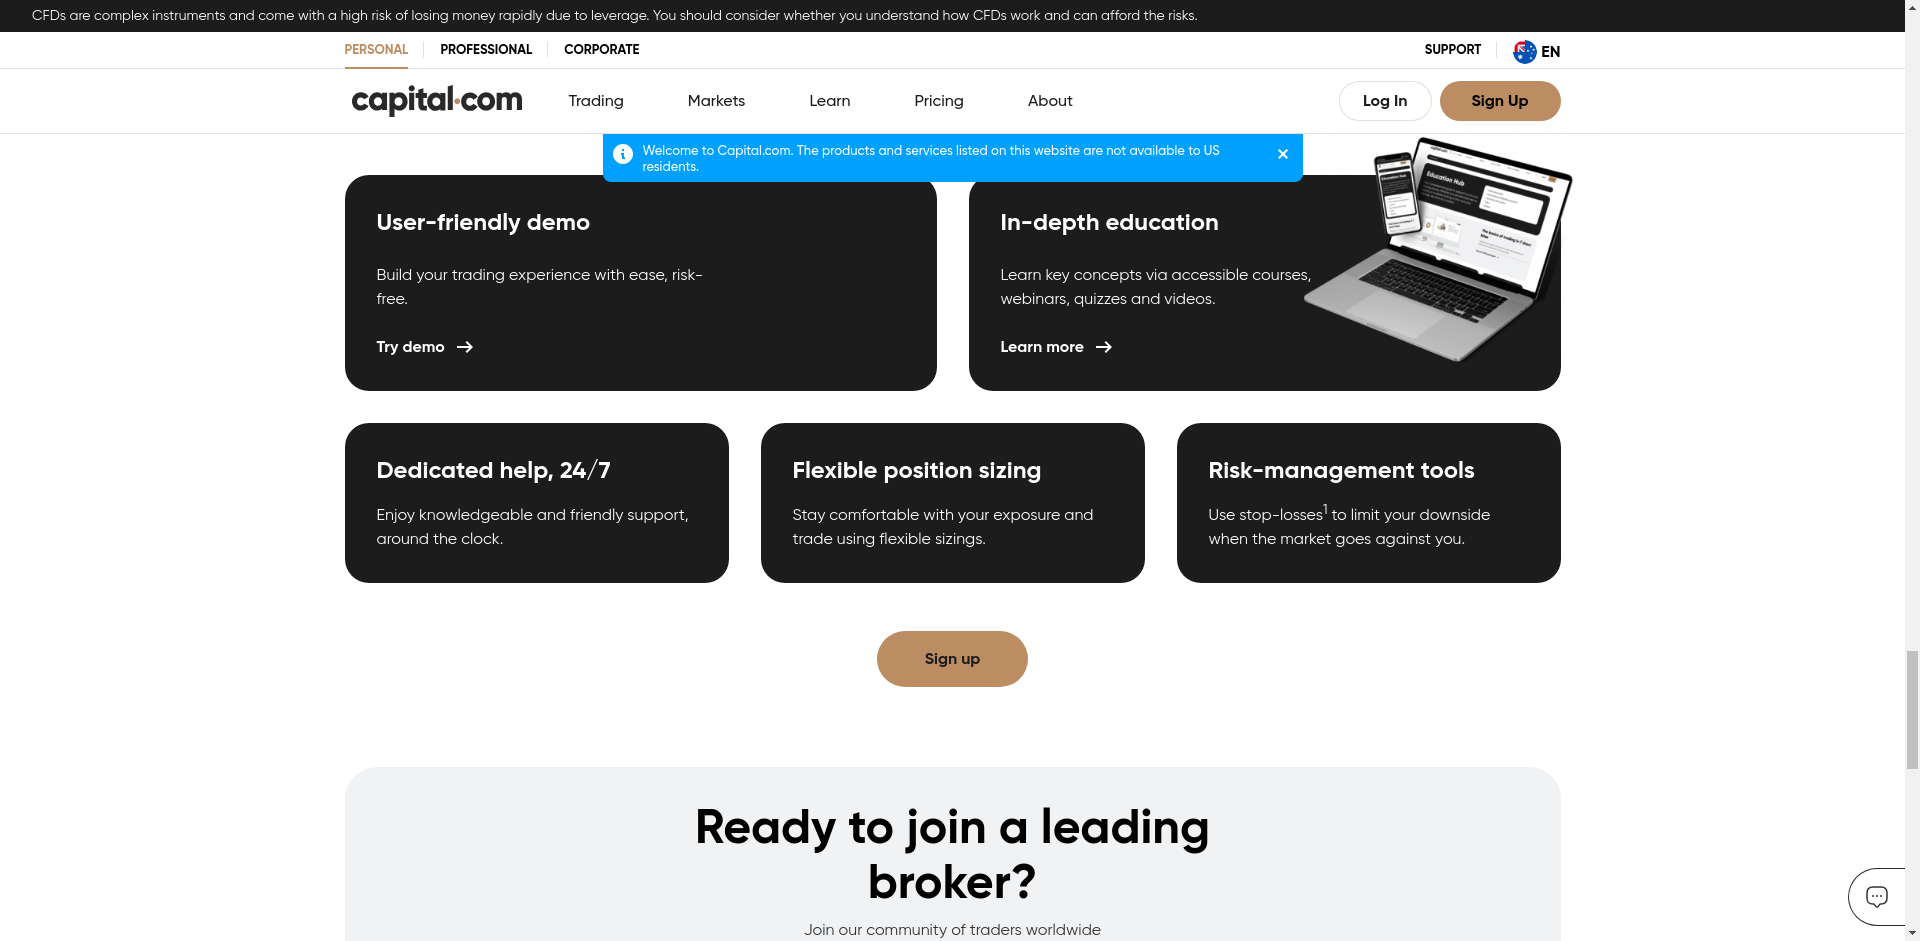 CFDs are complex instruments and come with a high risk of losing money rapidly due to leverage. You should consider whether you understand how CFDs work and can afford the risks.
PERSONAL
PROFESSIONAL
CORPORATE
SUPPORT
EN
capital.com
Trading
Markets
Learn
Pricing
About
Log In
Sign Up
Welcome to Capital.com. The products and services listed on this website are not available to US
residents.
User-friendly demo
Build your trading experience with ease, risk-
free.
Try demo
In-depth education
Learn key concepts via accessible courses,
webinars, quizzes and videos.
Learn more
Education Hub
Dedicated help, 24/7
Enjoy knowledgeable and friendly support,
around the clock.
Flexible position sizing
Stay comfortable with your exposure and
trade using flexible sizings.
Risk-management tools
Use stop-losses1 to limit your downside
when the market goes against you.
Sign up
Ready to join a leading
broker?
Join our community of traders worldwide